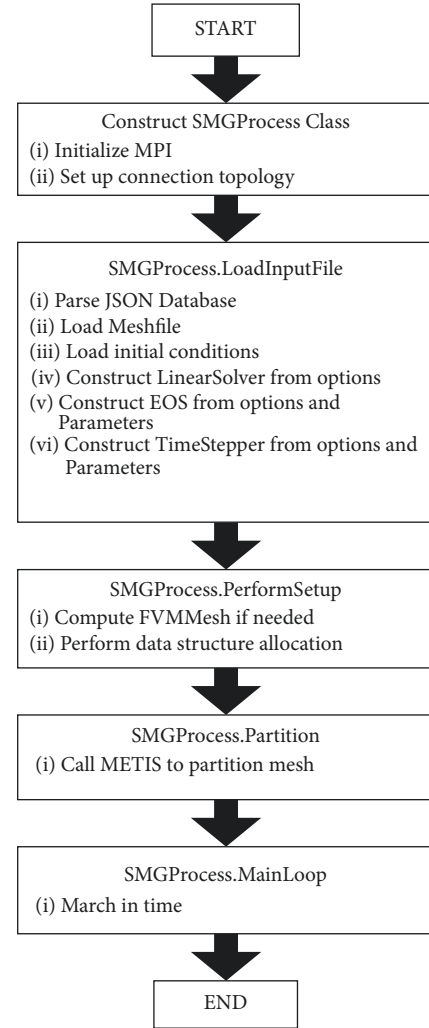 START
Construct SMGProcess Class
(i) Initialize MPI
(ii) Set up connection topology
SMGProcess.LoadInputFile
(i) Parse JSON Database
(ii) Load Meshfile
(iii) Load initial conditions
(iv) Construct LinearSolver from options
(v) Construct EOS from options and
Parameters
(vi) Construct TimeStepper from options and
Parameters
SMGProcess.PerformSetup
(i) Compute FVMMesh if needed
(ii) Perform data structure allocation
SMGProcess.Partition
(i) Call METIS to partition mesh
SMGProcess.MainLoop
(i) March in time
END